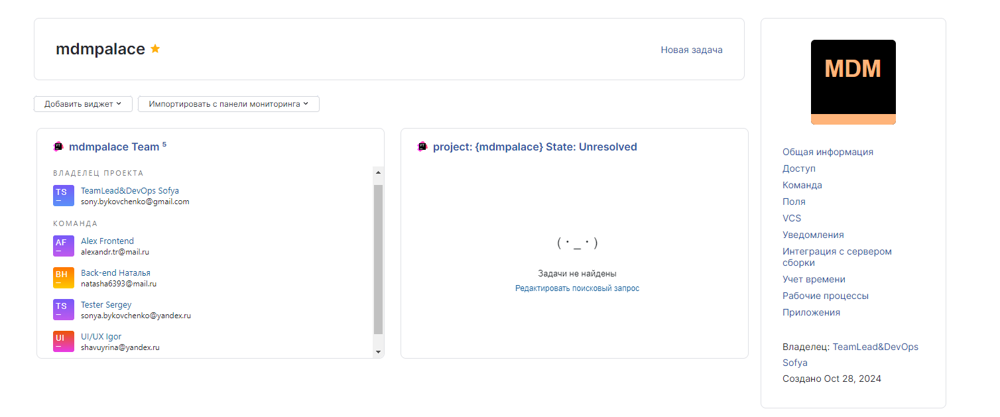 mdmpalace
Новая задача
Добавить виджет
Импортировать с панели мониторинга
mdmpalace Team 5
ВЛАДЕЛЕЦ ПРОЕКТА
TS
TeamLead&DevOps Sofya
sony.bykovchenko@gmail.com
КОМАНДА
AF
Alex Frontend
alexandr.tr@mail.ru
BH
Back-end Наталья
natasha6393@mail.ru
TS
Tester Sergey
sonya.bykovchenko@yandex.ru
UI
UI/UX Igor
shavuyrina@yandex.ru
project: {mdmpalace} State: Unresolved
(･_･)
Задачи не найдены
Редактировать поисковый запрос
MDM
Общая информация
Доступ
Команда
Поля
VCS
Уведомления
Интеграция с сервером
сборки
Учет времени
Рабочие процессы
Приложения
Владелец: TeamLead&DevOps
Sofya
Создано Oct 28, 2024